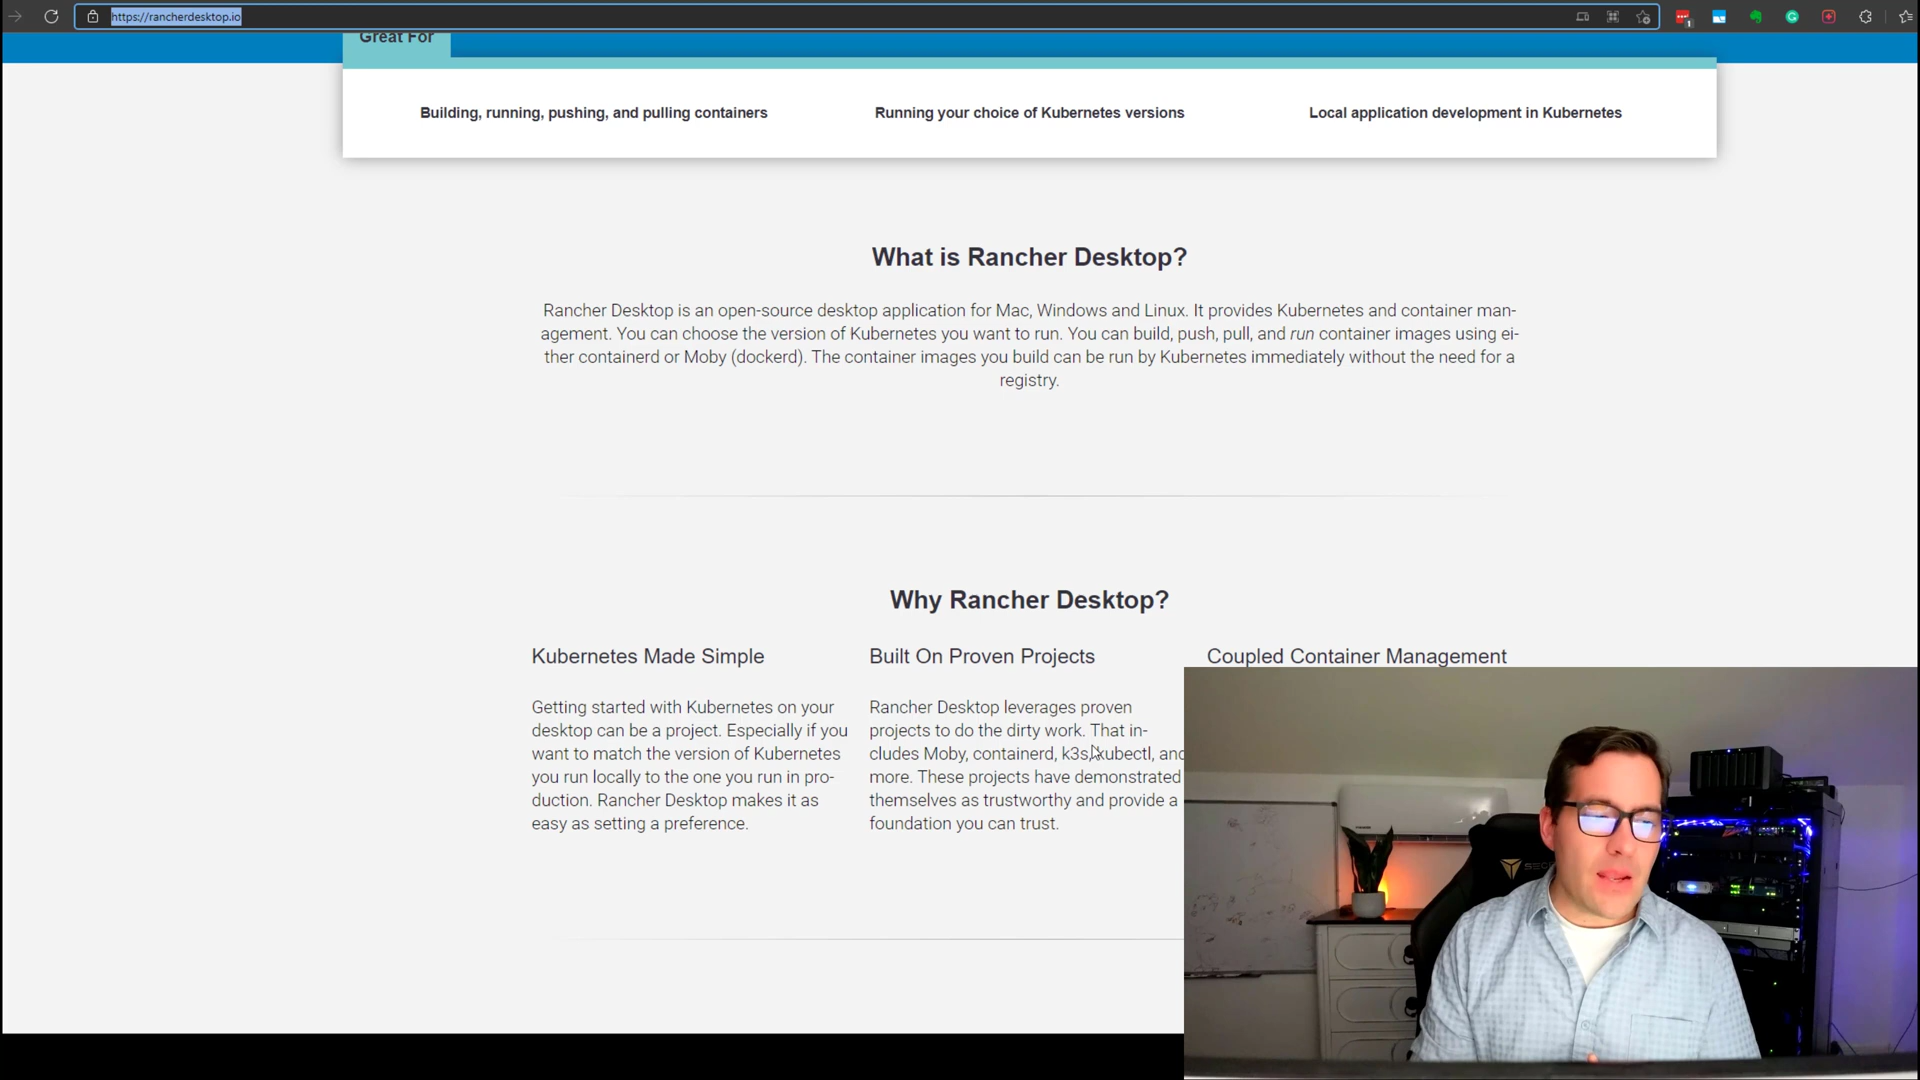 https://rancherdesktop.io
Great For
Building, running, pushing, and pulling containers
Running your choice of Kubernetes versions
Local application development in Kubernetes
What is Rancher Desktop?
Rancher Desktop is an open-source desktop application for Mac, Windows and Linux. It provides Kubernetes and container man-
agement. You can choose the version of Kubernetes you want to run. You can build, push, pull, and run container images using ei-
ther containerd or Moby (dockerd). The container images you build can be run by Kubernetes immediately without the need for a
registry.
Why Rancher Desktop?
Kubernetes Made Simple
Getting started with Kubernetes on your
desktop can be a project. Especially if you
want to match the version of Kubernetes
you run locally to the one you run in pro-
duction. Rancher Desktop makes it as
easy as setting a preference.
Built On Proven Projects
Rancher Desktop leverages proven
projects to do the dirty work. That in-
cludes Moby, containerd, k3s, kubectl, and
more. These projects have demonstrated
themselves as trustworthy and provide a
foundation you can trust.
Coupled Container Management